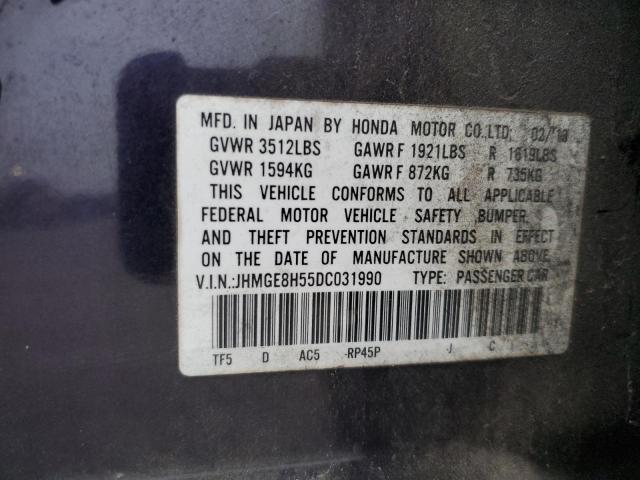 MFD. IN JAPAN BY HONDA MOTOR CO.,LTD. 02/13
GVWR 3512LBS GAWR F 1921LBS R 1619LBS
GVWR 1594KG GAWR F 872KG R 735KG
THIS VEHICLE CONFORMS TO ALL APPLICABLE
FEDERAL MOTOR VEHICLE SAFETY BUMPER,
AND THEFT PREVENTION STANDARDS IN EFFECT
ON THE DATE OF MANUFACTURE SHOWN ABOVE.
V.I.N.:JHMGE8H55DC031990 TYPE: PASSENGER CAR
TF5 D AC5 -RP45P -J C